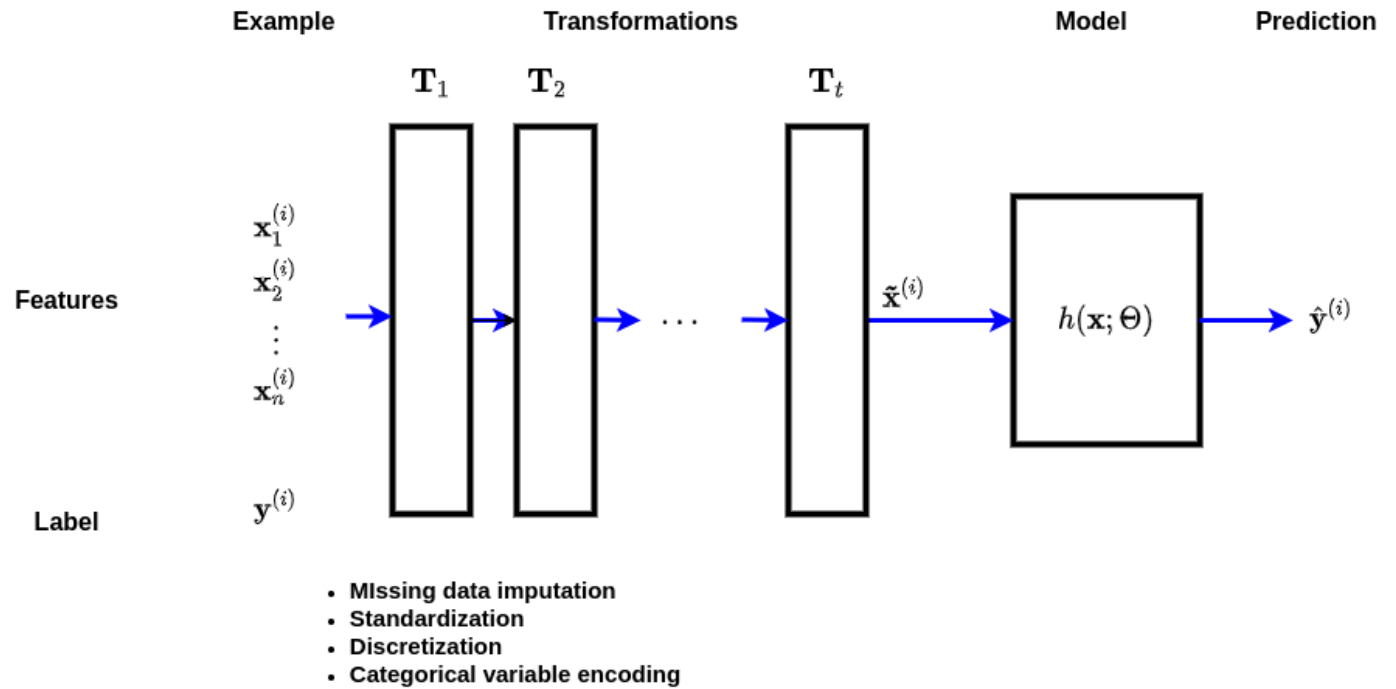 Example Transformations Model Prediction
T₁ T₂ Tₜ
x₁⁽ⁱ⁾
x₂⁽ⁱ⁾
Features
⋮
xₙ⁽ⁱ⁾
...
x̃⁽ⁱ⁾
h(x; Θ)
ŷ⁽ⁱ⁾
Label y⁽ⁱ⁾
• MIssing data imputation
• Standardization
• Discretization
• Categorical variable encoding